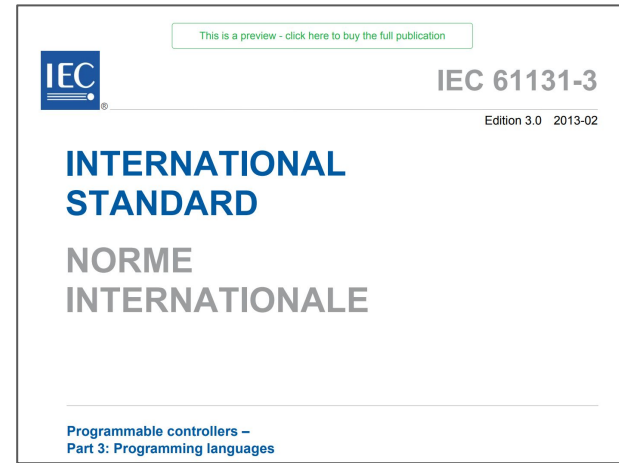 This is a preview - click here to buy the full publication
IEC
®
IEC 61131-3
Edition 3.0 2013-02
INTERNATIONAL
STANDARD
NORME
INTERNATIONALE
Programmable controllers –
Part 3: Programming languages